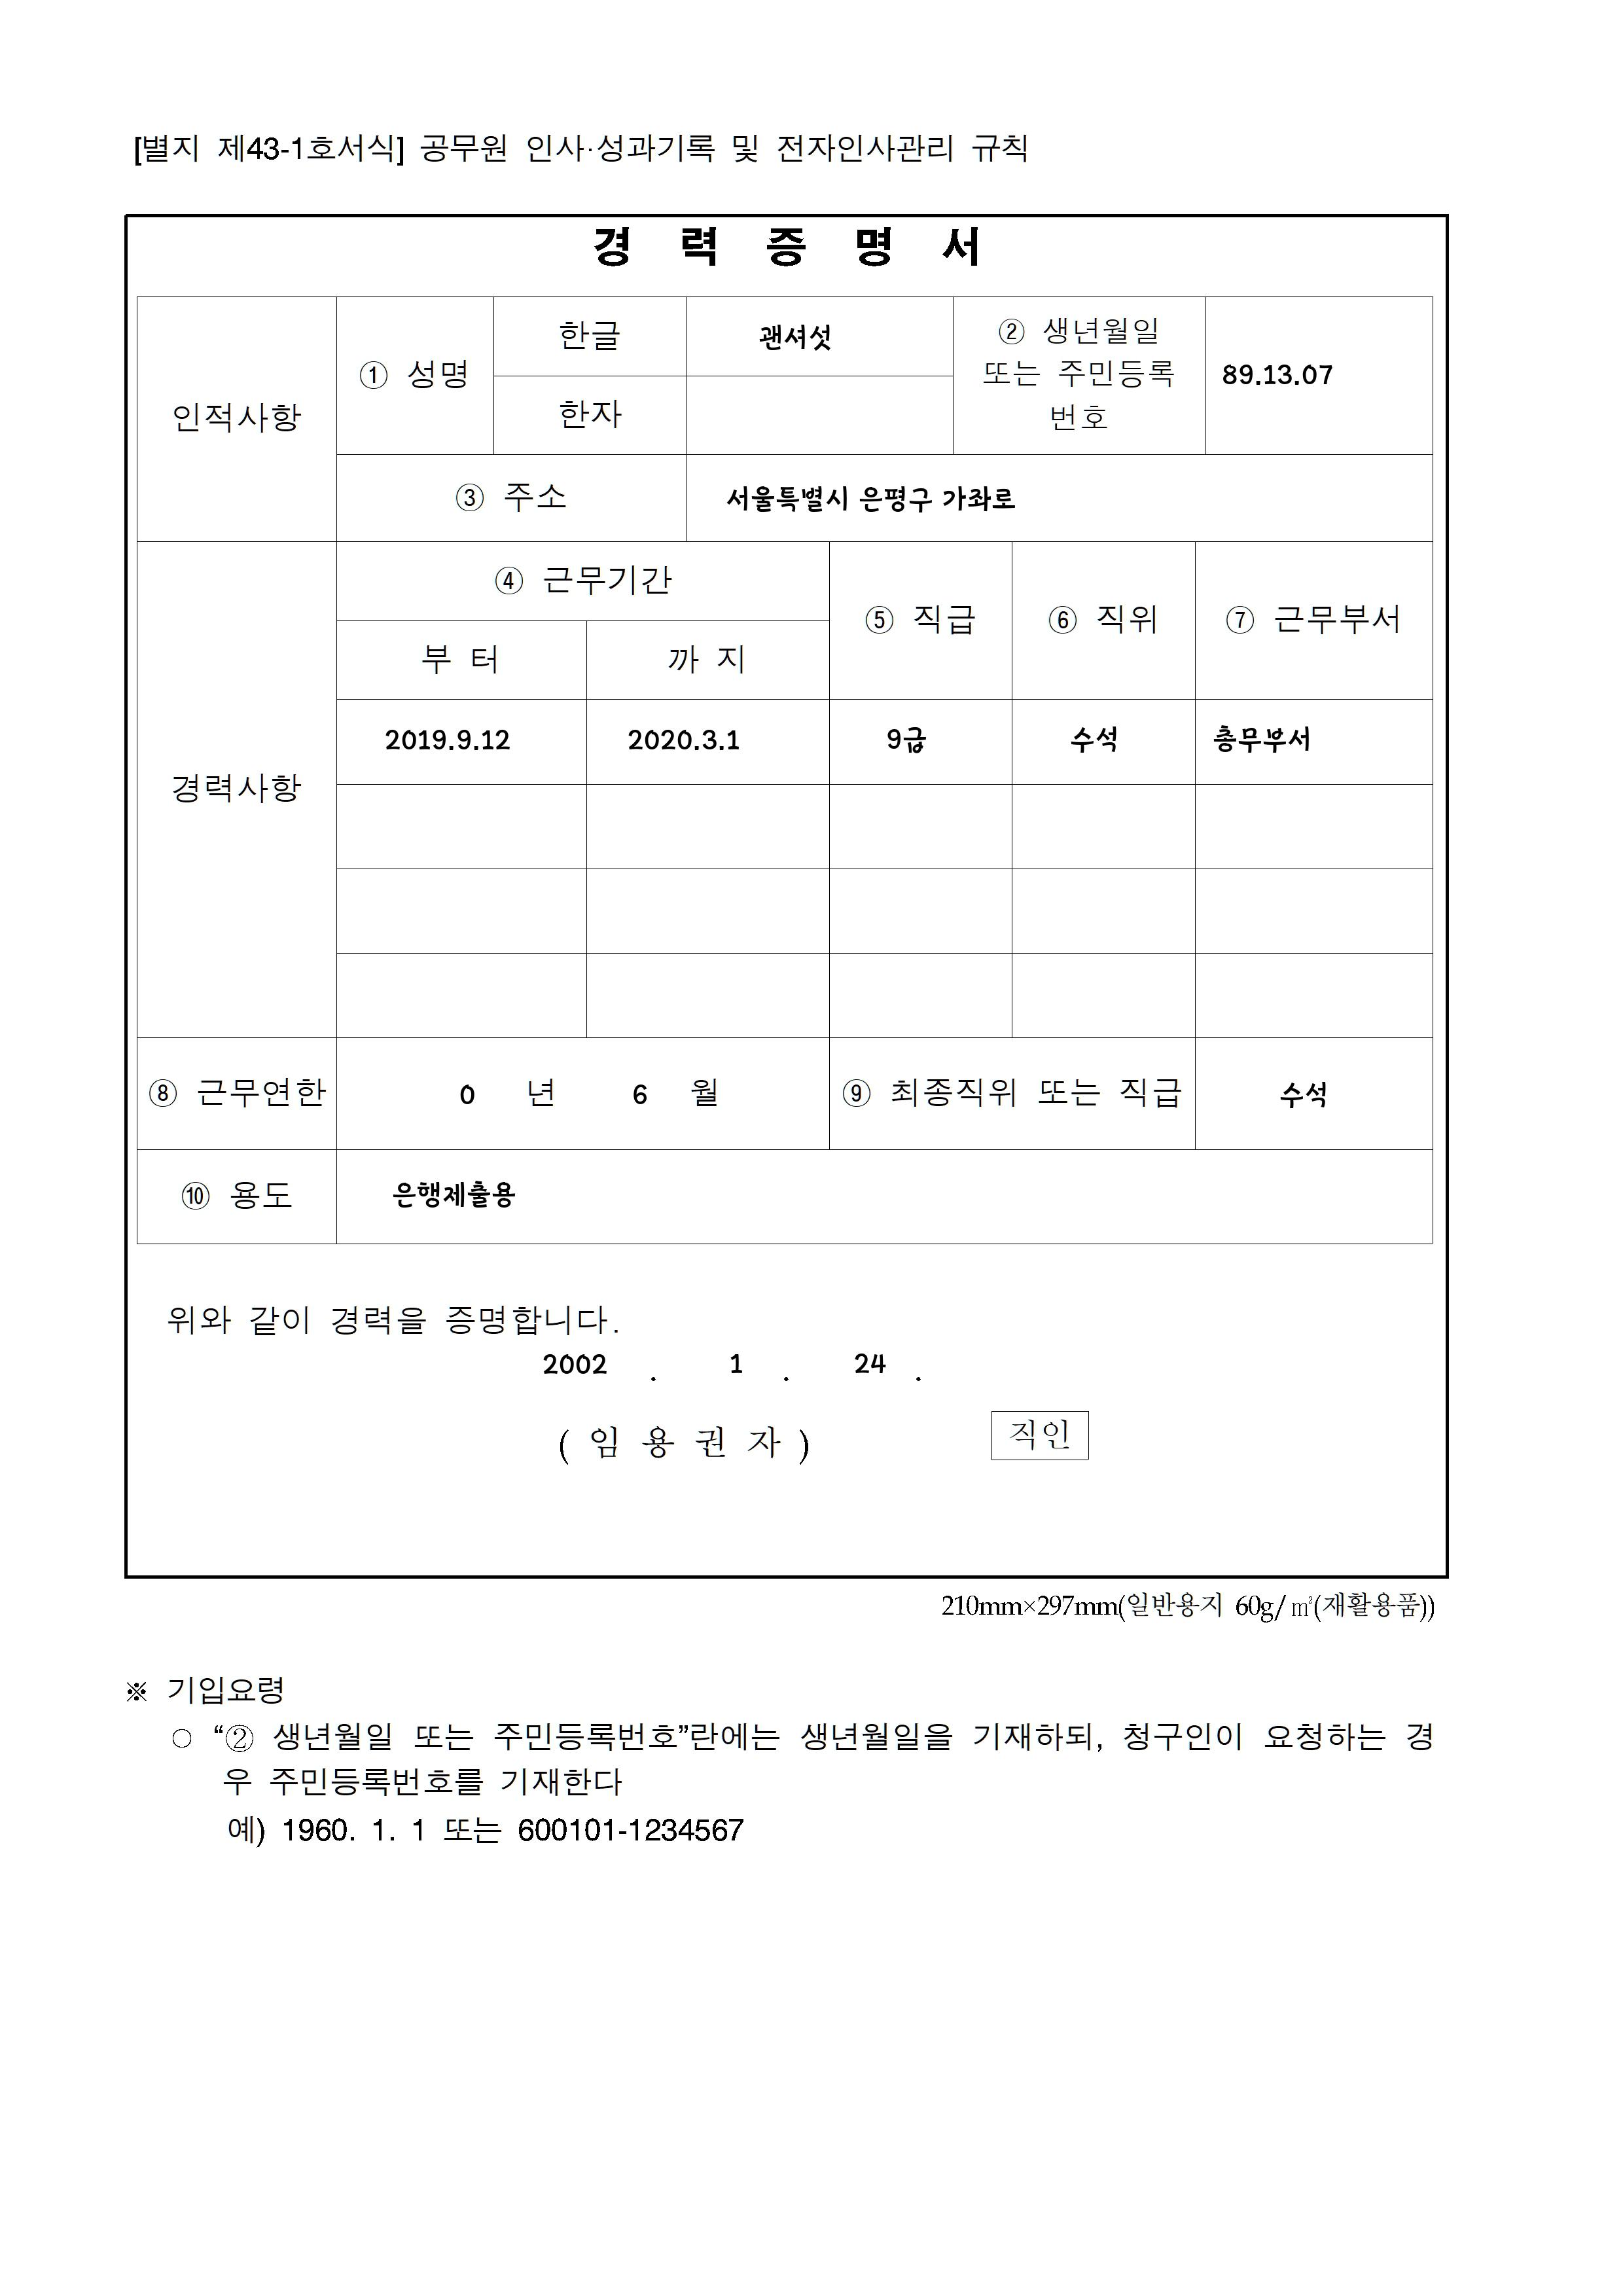 [별지 제43-1호서식] 공무원 인사·성과기록 및 전자인사관리 규칙
경 력 증 명 서
인적사항
① 성명
한글
괜셔섯
② 생년월일
또는 주민등록
번호
89.13.07
한자
③ 주소
서울특별시 은평구 가좌로
경력사항
④ 근무기간
⑤ 직급
⑥ 직위
⑦ 근무부서
부 터
까 지
2019.9.12
2020.3.1
9급
수석
총무부서
⑧ 근무연한
0 년 6 월
⑨ 최종직위 또는 직급
수석
⑩ 용도
은행제출용
위와 같이 경력을 증명합니다.
2002 . 1 . 24 .
( 임 용 권 자 )
직인
210mm×297mm(일반용지 60g/㎡(재활용품))
※ 기입요령
○ “② 생년월일 또는 주민등록번호”란에는 생년월일을 기재하되, 청구인이 요청하는 경
우 주민등록번호를 기재한다
예) 1960. 1. 1 또는 600101-1234567